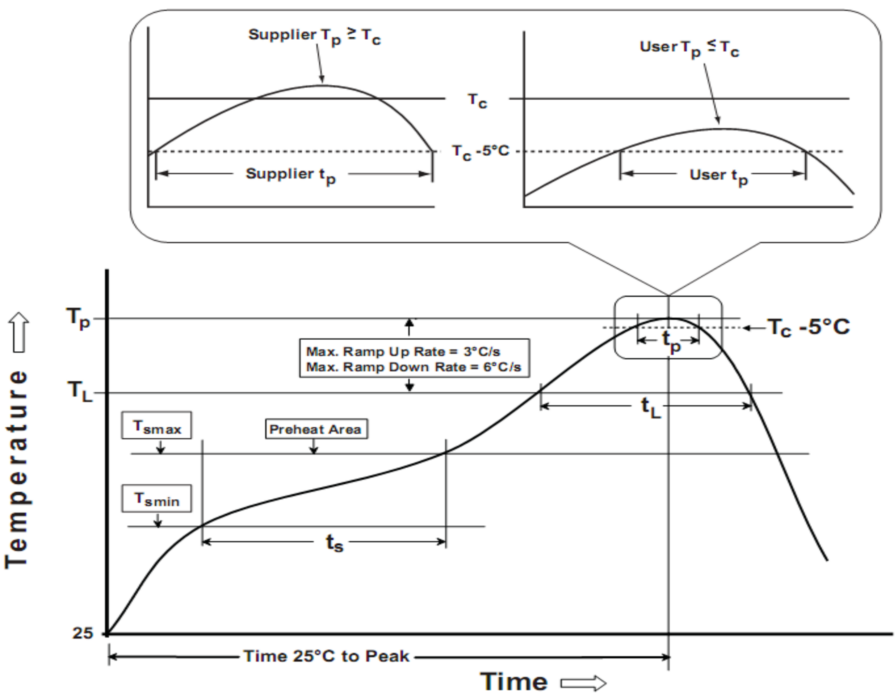 Supplier Tp ≥ Tc
User Tp ≤ Tc
Tc
Tc -5°C
Supplier tp
User tp
Tp
Tc -5°C
tp
Max. Ramp Up Rate = 3°C/s
Max. Ramp Down Rate = 6°C/s
TL
tL
Tsmax
Preheat Area
Tsmin
ts
Temperature
25
Time 25°C to Peak
Time